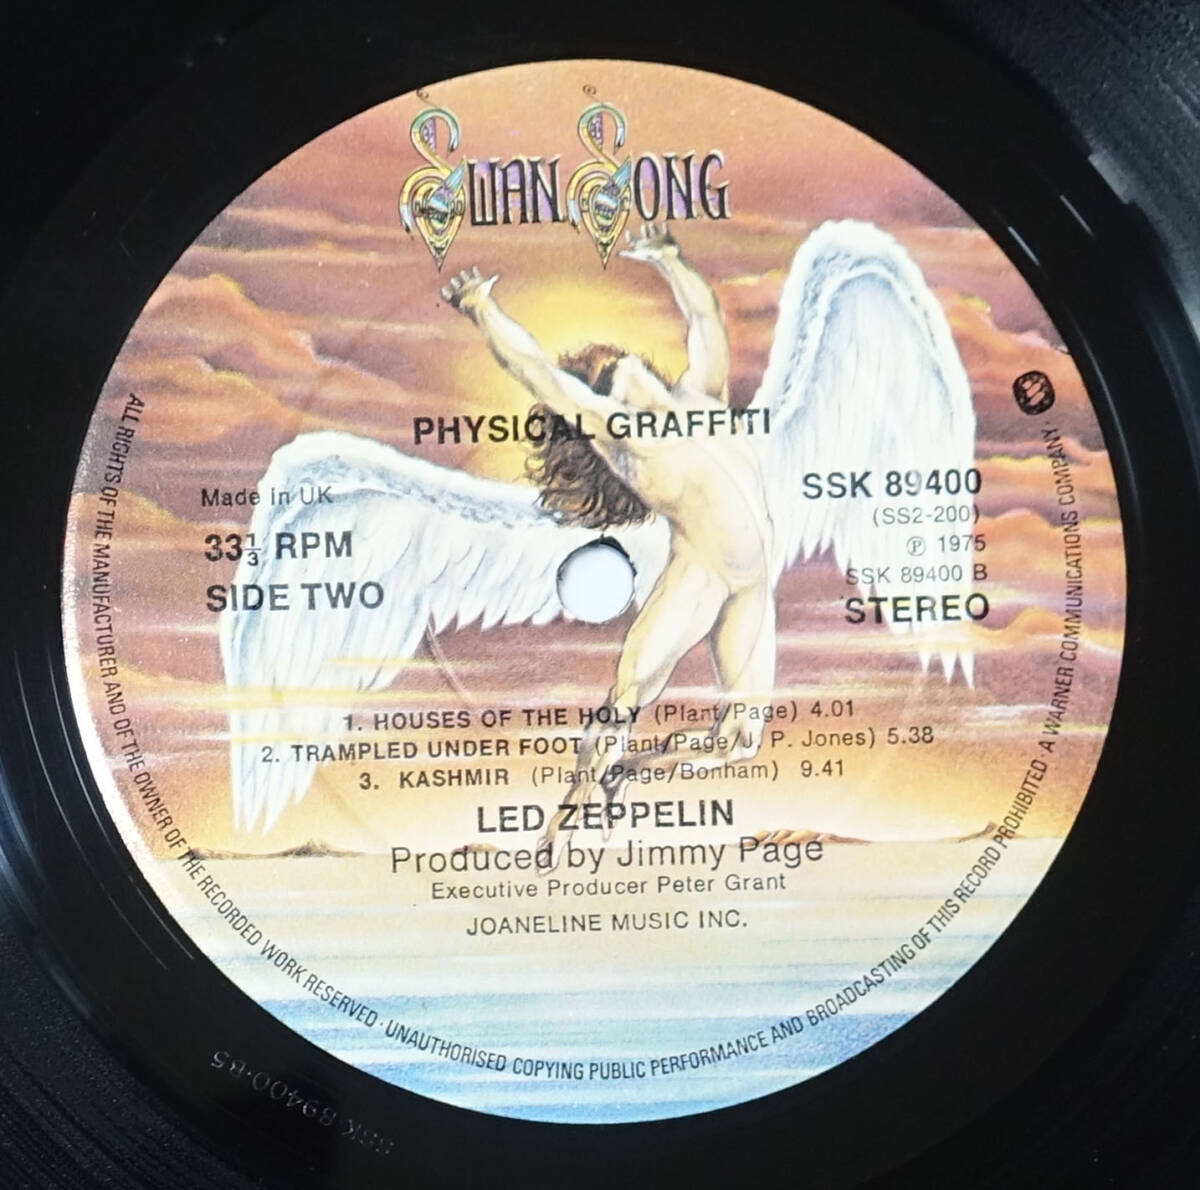 SWAN SONG
PHYSICAL GRAFFITI
Made in UK
33⅓ RPM
SIDE TWO
SSK 89400
(SS2-200)
℗ 1975
SSK 89400 B
STEREO
1. HOUSES OF THE HOLY (Plant/Page) 4.01
2. TRAMPLED UNDER FOOT (Plant/Page/J. P. Jones) 5.38
3. KASHMIR (Plant/Page/Bonham) 9.41
LED ZEPPELIN
Produced by Jimmy Page
Executive Producer Peter Grant
JOANELINE MUSIC INC.
ALL RIGHTS OF THE MANUFACTURER AND OF THE OWNER OF THE RECORDED WORK RESERVED · UNAUTHORISED COPYING PUBLIC PERFORMANCE AND BROADCASTING OF THIS RECORD PROHIBITED · A WARNER COMMUNICATIONS COMPANY ·
SSK 89400·B5